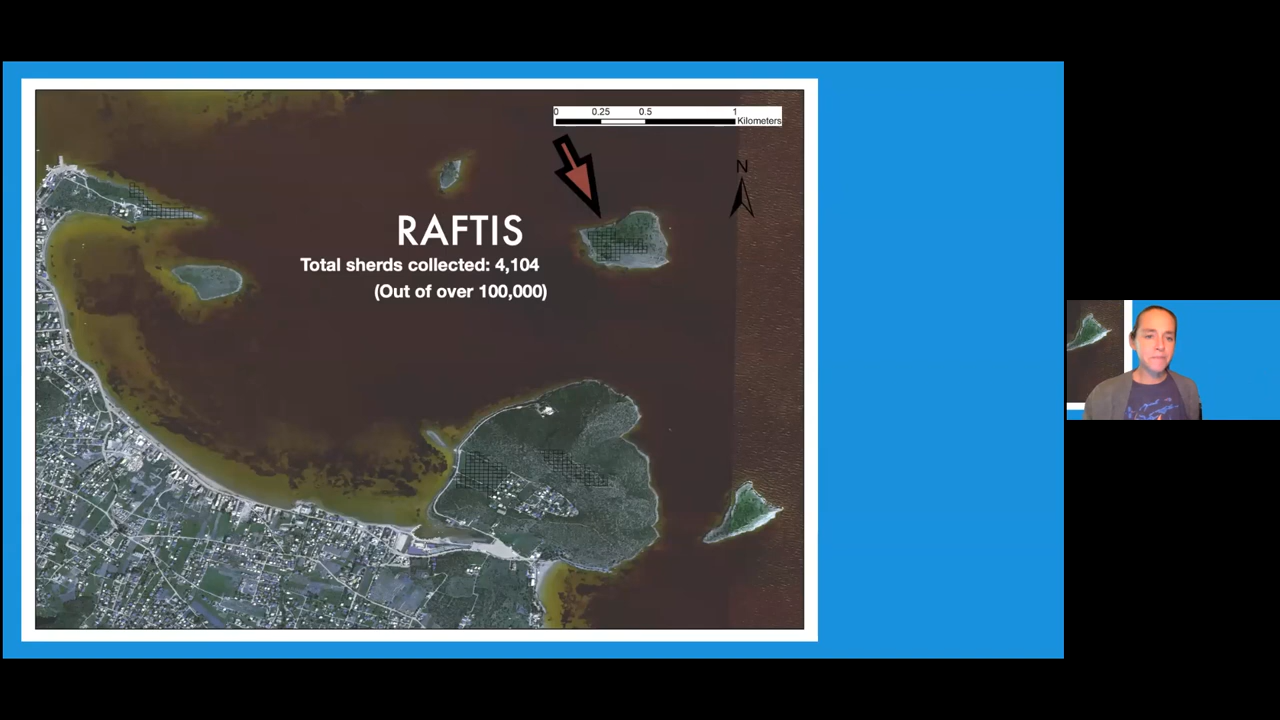 0 0.25 0.5 1
Kilometers
N
RAFTIS
Total sherds collected: 4,104
(Out of over 100,000)